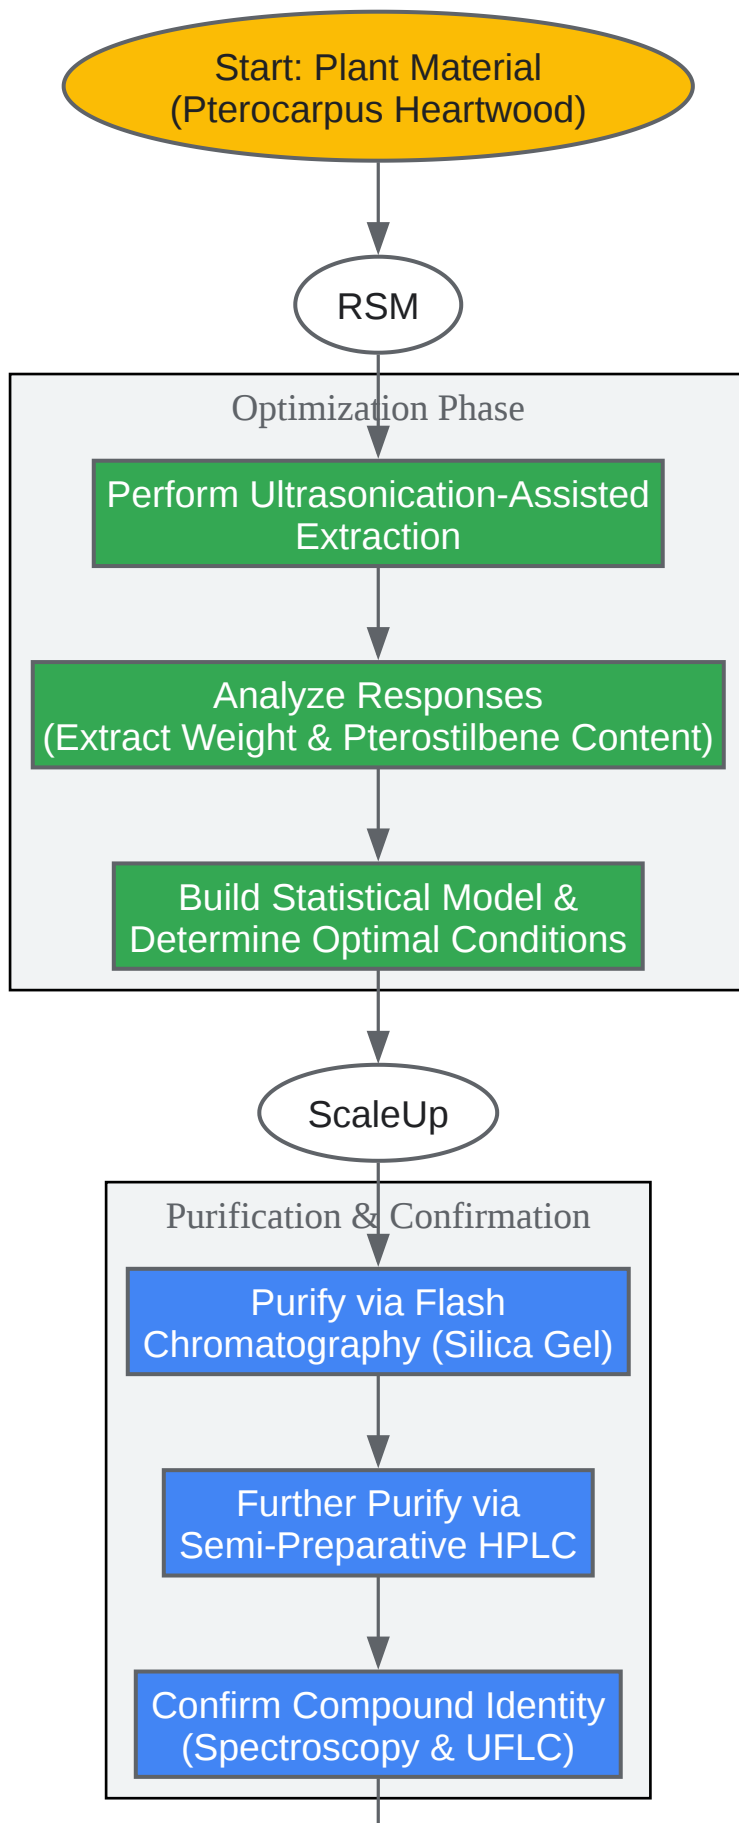 Start: Plant Material
(Pterocarpus Heartwood)
RSM
Optimization Phase
Perform Ultrasonication-Assisted
Extraction
Analyze Responses
(Extract Weight & Pterostilbene Content)
Build Statistical Model &
Determine Optimal Conditions
ScaleUp
Purification & Confirmation
Purify via Flash
Chromatography (Silica Gel)
Further Purify via
Semi-Preparative HPLC
Confirm Compound Identity
(Spectroscopy & UFLC)